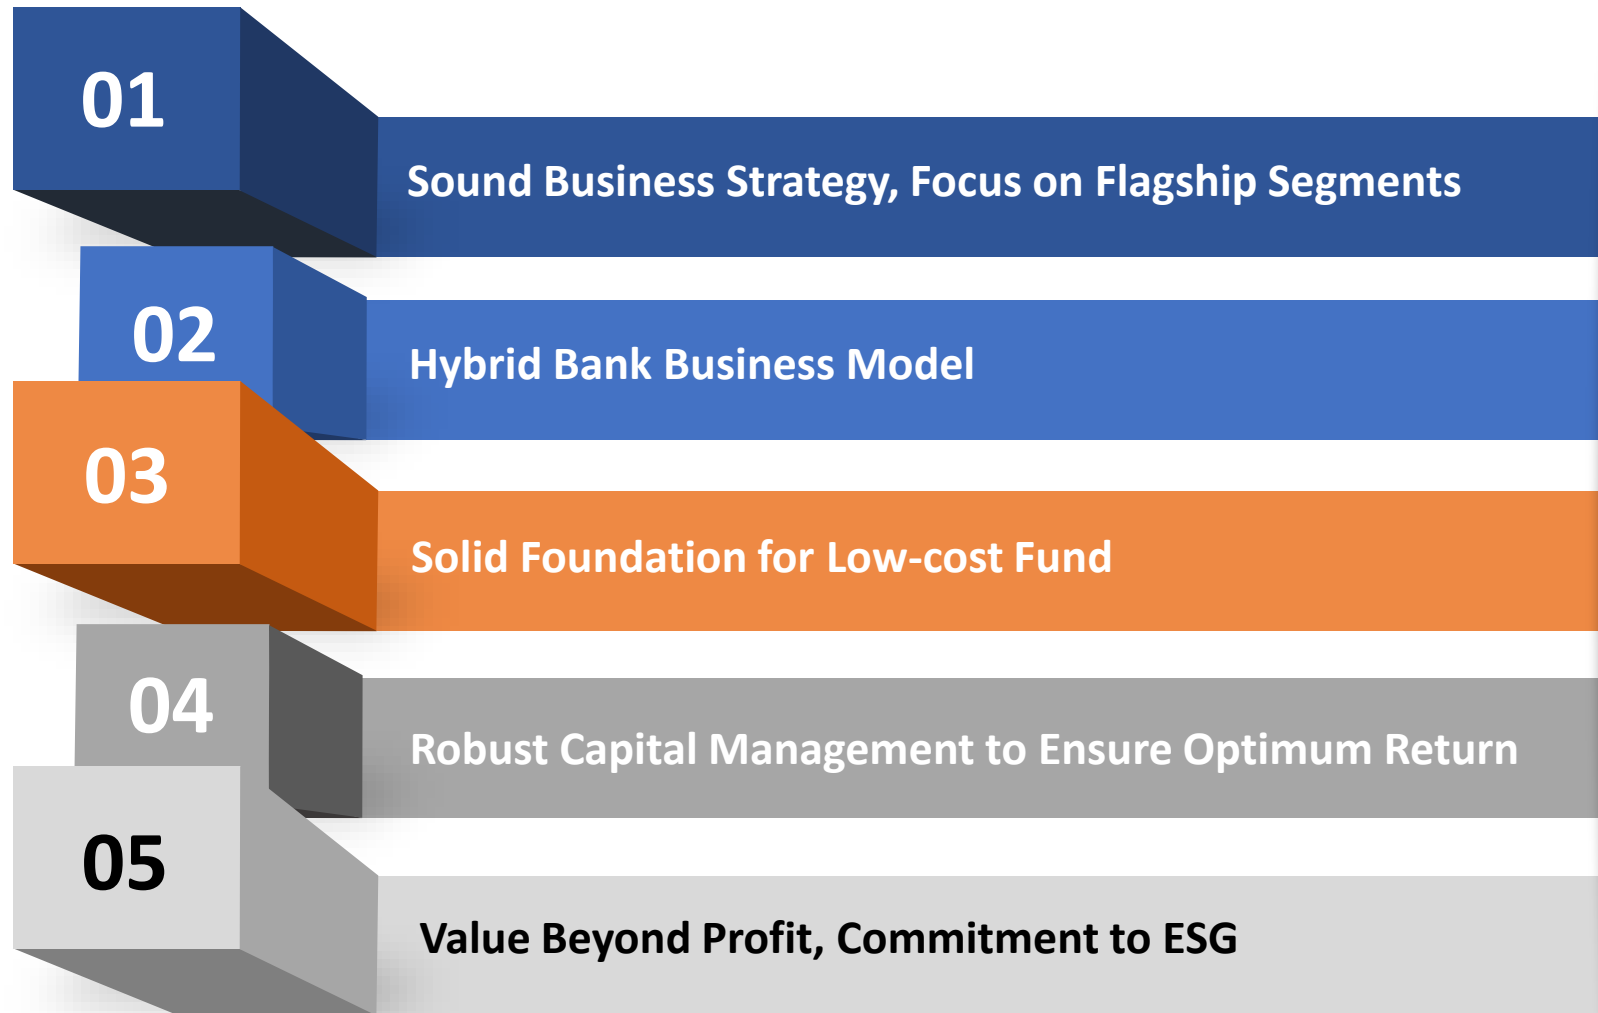 01
Sound Business Strategy, Focus on Flagship Segments
02
Hybrid Bank Business Model
03
Solid Foundation for Low-cost Fund
04
Robust Capital Management to Ensure Optimum Return
05
Value Beyond Profit, Commitment to ESG